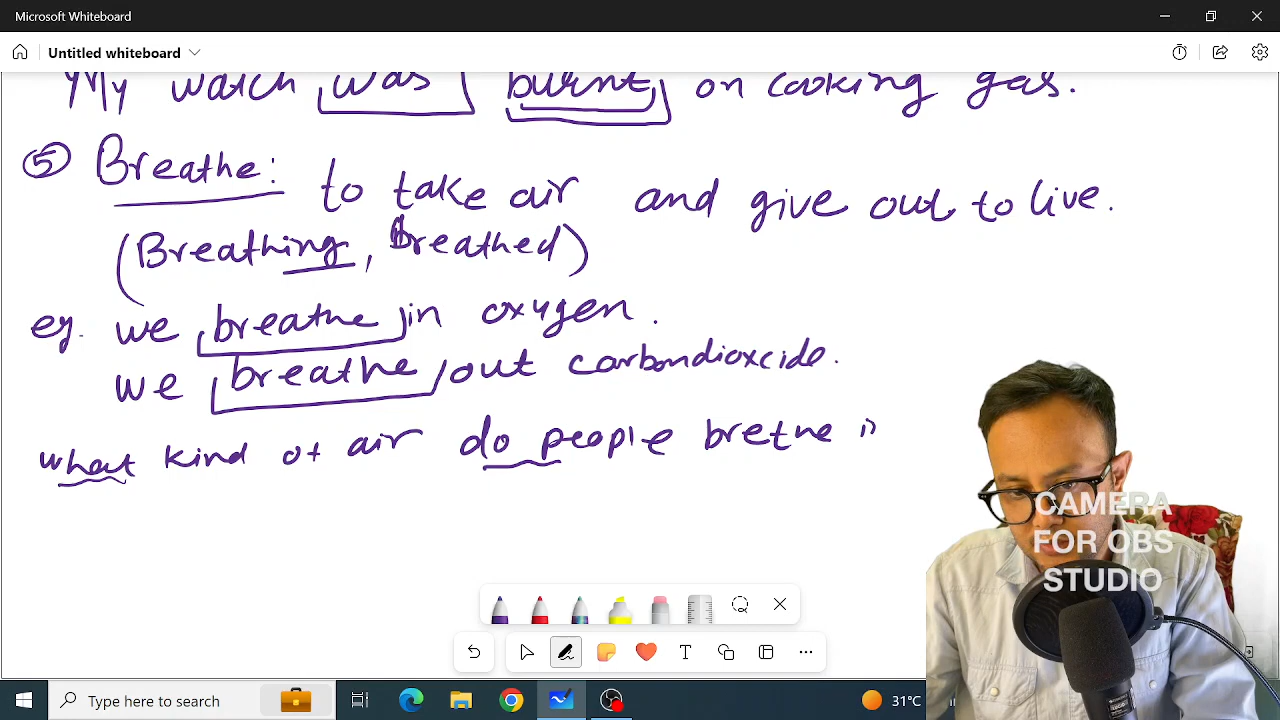 Microsoft Whiteboard
Untitled whiteboard
My watch was burnt on cooking gas.
⑤ Breathe: to take air and give out to live.
(Breathing, Breathed)
eg. we breathe in oxygen.
we breathe out carbondioxcide.
what kind of air do people brethe i
CAMERA
FOR OBS
STUDIO
Type here to search
31°C